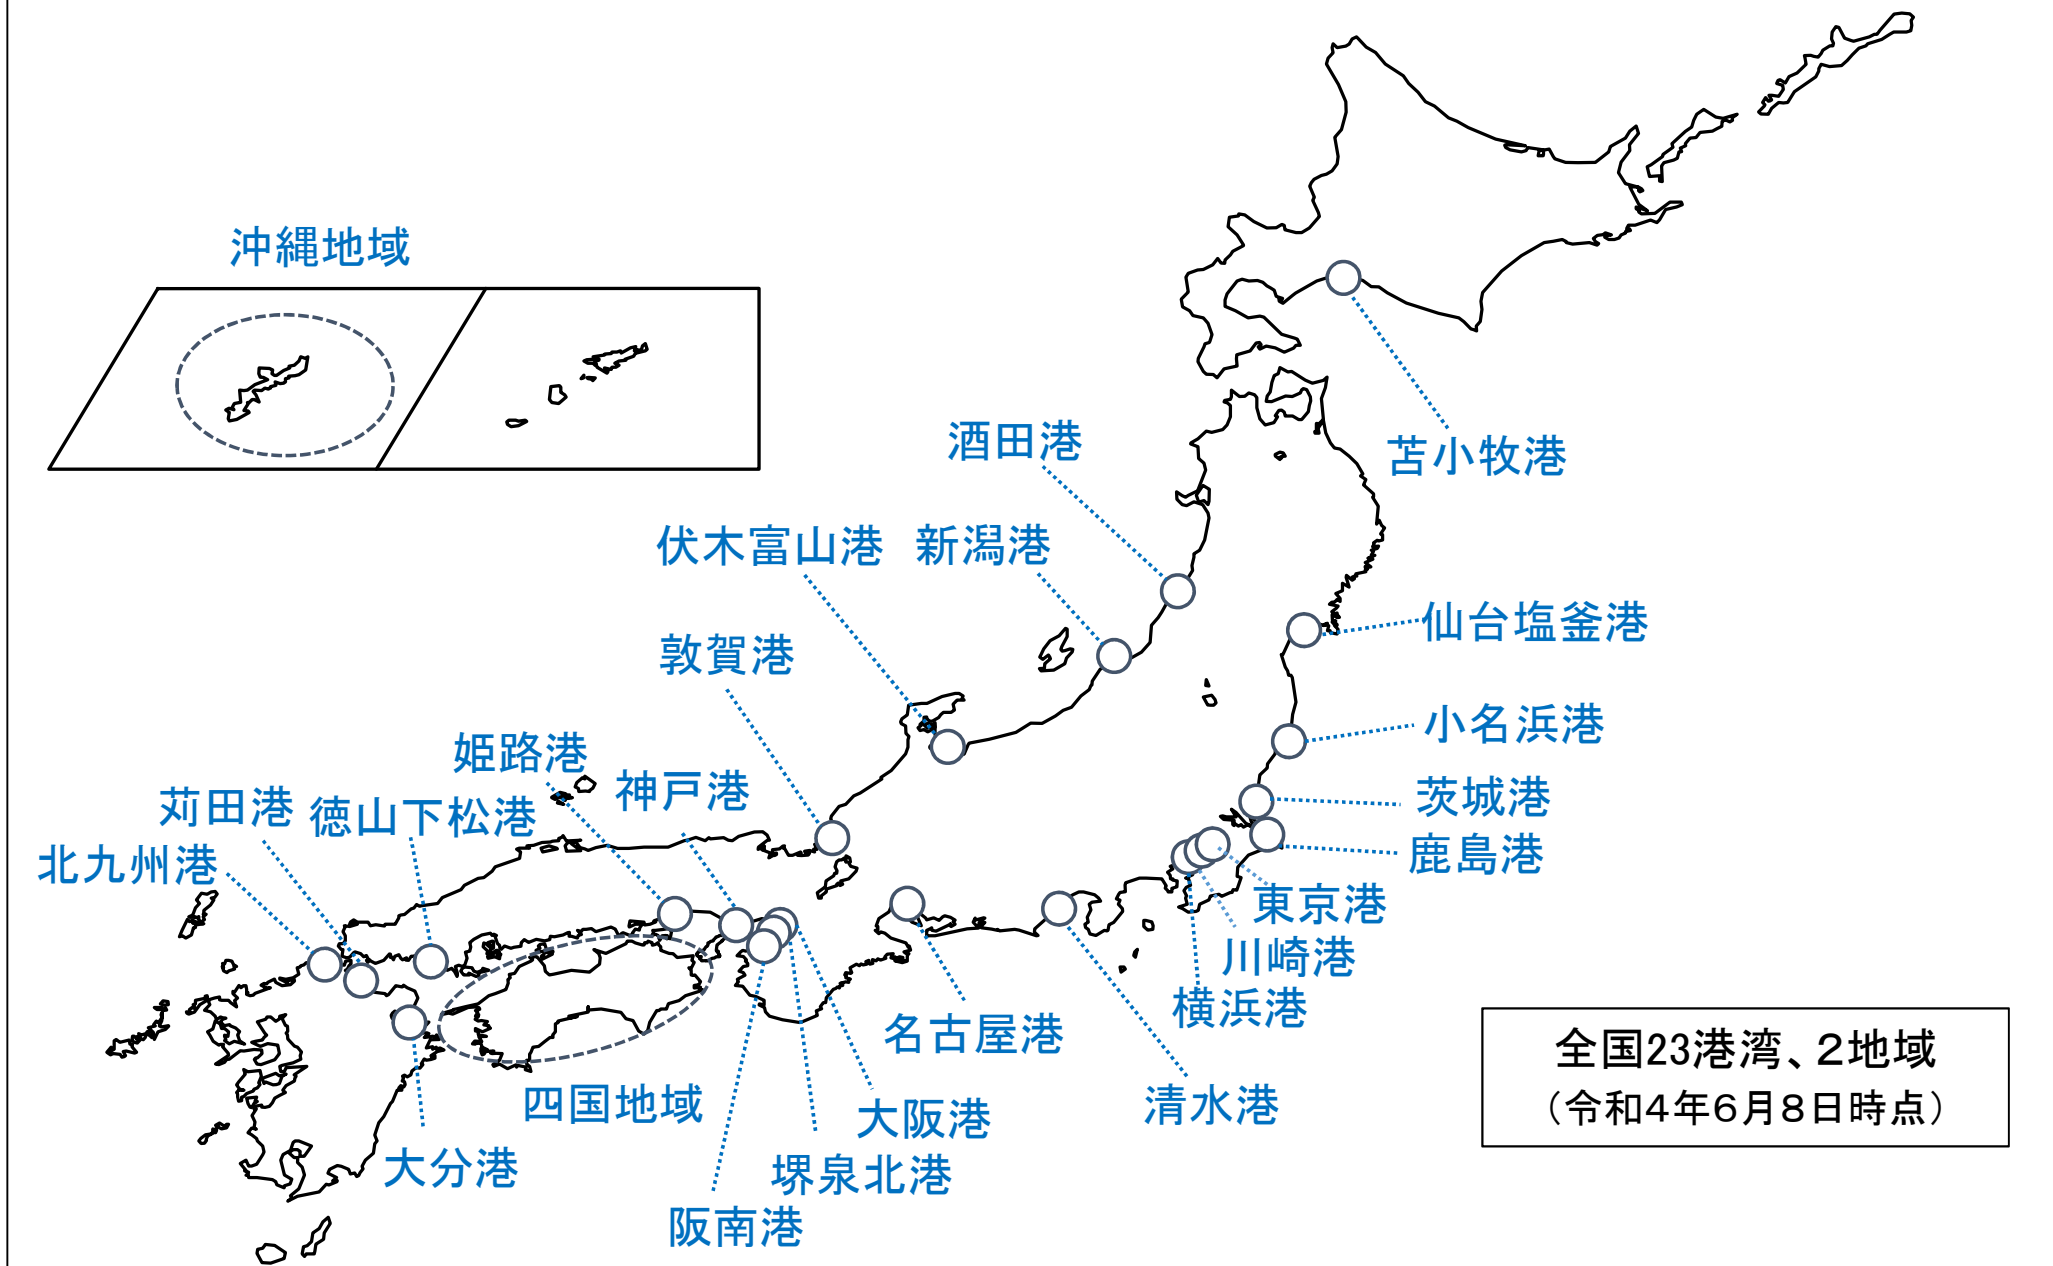 沖縄地域
酒田港
苫小牧港
伏木富山港
新潟港
仙台塩釜港
敦賀港
小名浜港
姫路港
神戸港
茨城港
苅田港
徳山下松港
鹿島港
北九州港
東京港
川崎港
横浜港
名古屋港
清水港
四国地域
大阪港
堺泉北港
大分港
阪南港
全国23港湾、2地域
（令和4年6月8日時点）